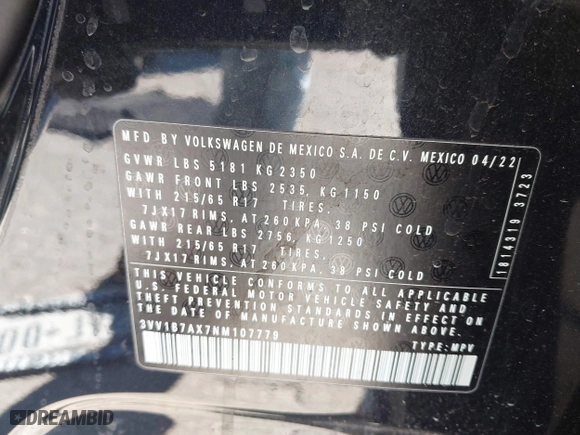 MFD. BY VOLKSWAGEN DE MEXICO S.A. DE C.V. MEXICO 04/22
GVWR LBS 5181 KG 2350
GAWR FRONT LBS 2535, KG 1150
WITH 215/65 R17 TIRES.
7JX17 RIMS, AT 260 KPA. 38 PSI COLD
GAWR REAR LBS 2756, KG 1250
WITH 215/65 R17 TIRES.
7JX17 RIMS, AT 260 KPA. 38 PSI COLD
THIS VEHICLE CONFORMS TO ALL APPLICABLE
U.S. FEDERAL MOTOR VEHICLE SAFETY AND
THEFT PREVENTION STANDARDS IN EFFECT ON THE
DATE OF MANUFACTURE SHOWN ABOVE.
3VV1B7AX7NM107779
TYPE: MPV
1814319 3723
DREAMBID